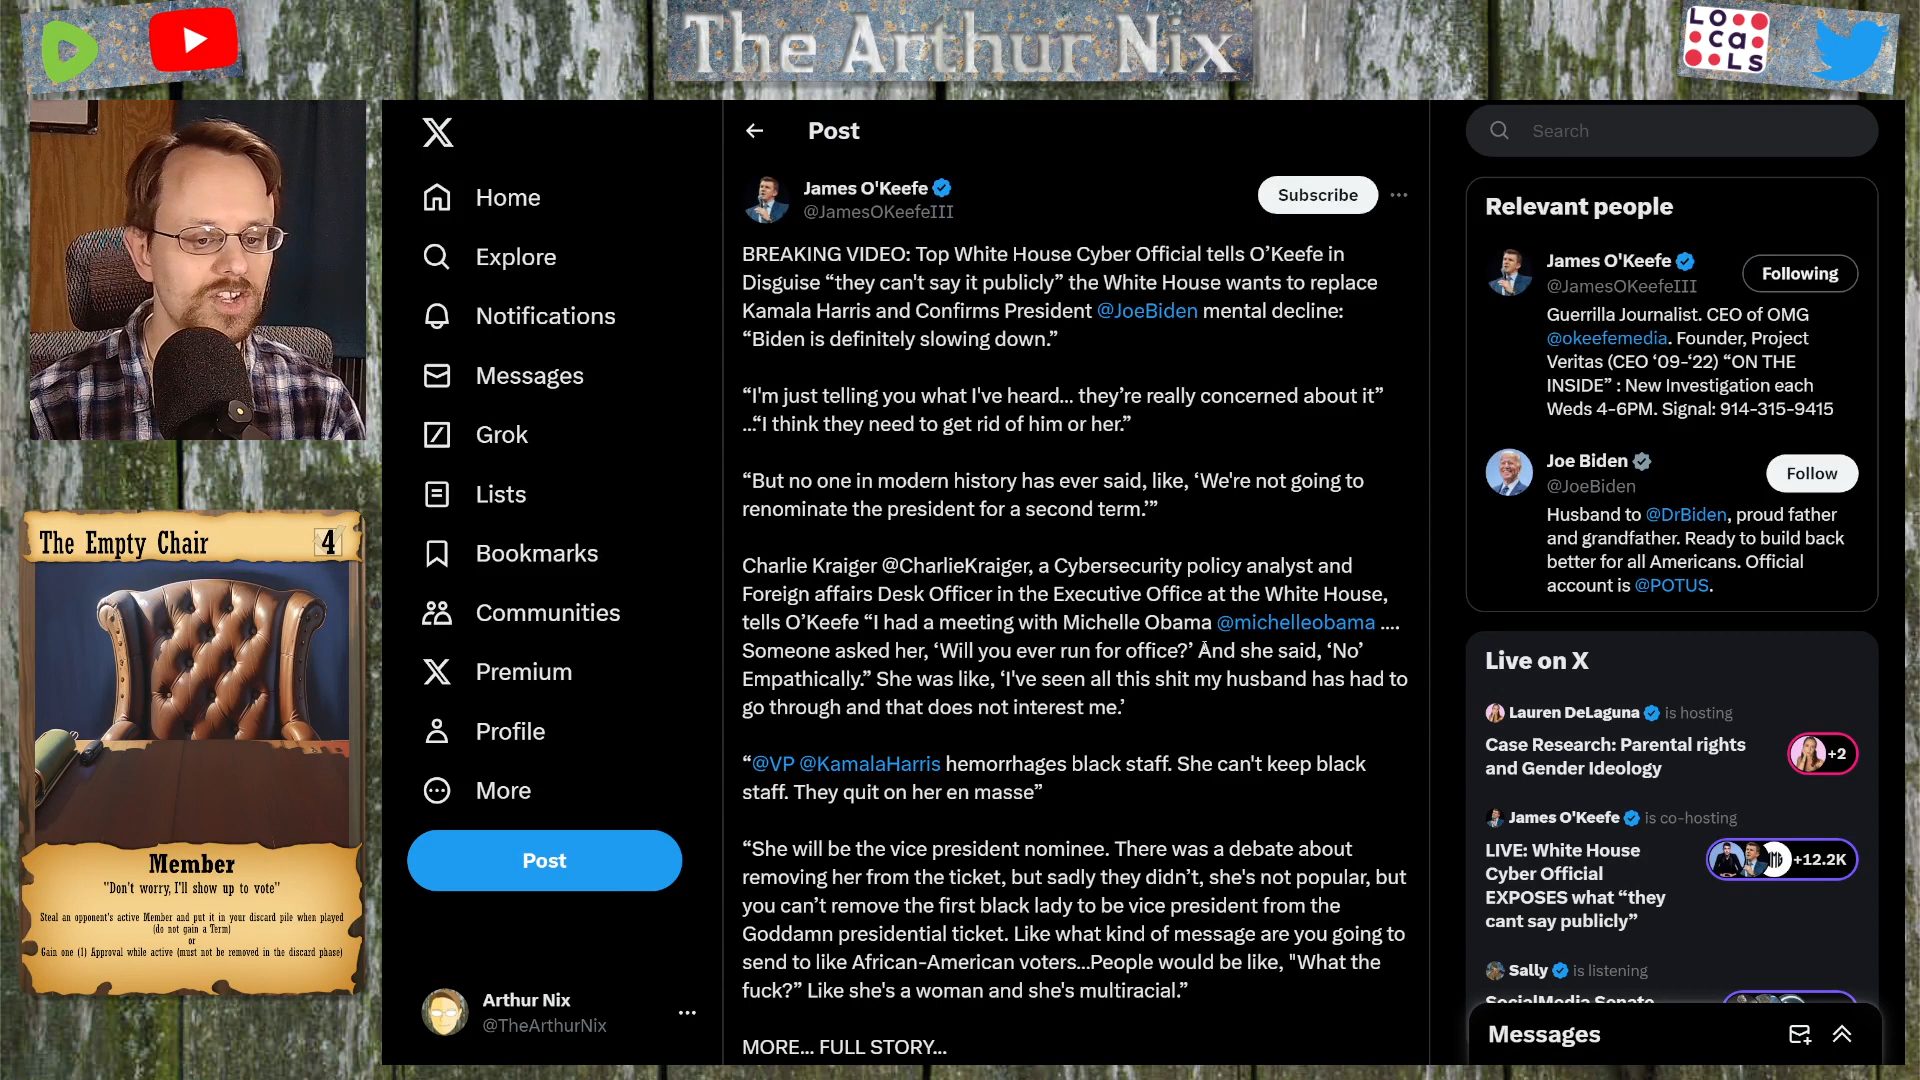 The Arthur Nix
LOcaLS
The Empty Chair
4
Member
"Don't worry, I'll show up to vote"
Steal an opponent's active Member and put it in your discard pile when played
(do not gain a Term)
or
Gain one (1) Approval while active (must not be removed in the discard phase)
Home
Explore
Notifications
Messages
Grok
Lists
Bookmarks
Communities
Premium
Profile
More
Post
Arthur Nix
@TheArthurNix
Post
James O'Keefe
@JamesOKeefeIII
Subscribe
BREAKING VIDEO: Top White House Cyber Official tells O’Keefe in
Disguise “they can't say it publicly” the White House wants to replace
Kamala Harris and Confirms President @JoeBiden mental decline:
“Biden is definitely slowing down.”
“I'm just telling you what I've heard... they’re really concerned about it”
...“I think they need to get rid of him or her.”
“But no one in modern history has ever said, like, ‘We're not going to
renominate the president for a second term.’”
Charlie Kraiger @CharlieKraiger, a Cybersecurity policy analyst and
Foreign affairs Desk Officer in the Executive Office at the White House,
tells O’Keefe “I had a meeting with Michelle Obama @michelleobama ....
Someone asked her, ‘Will you ever run for office?’ And she said, ‘No’
Empathically.” She was like, ‘I've seen all this shit my husband has had to
go through and that does not interest me.’
“@VP @KamalaHarris hemorrhages black staff. She can't keep black
staff. They quit on her en masse”
“She will be the vice president nominee. There was a debate about
removing her from the ticket, but sadly they didn’t, she's not popular, but
you can’t remove the first black lady to be vice president from the
Goddamn presidential ticket. Like what kind of message are you going to
send to like African-American voters...People would be like, "What the
fuck?” Like she's a woman and she's multiracial.”
MORE... FULL STORY...
Search
Relevant people
James O'Keefe
@JamesOKeefeIII
Following
Guerrilla Journalist. CEO of OMG
@okeefemedia. Founder, Project
Veritas (CEO ‘09-‘22) “ON THE
INSIDE” : New Investigation each
Weds 4-6PM. Signal: 914-315-9415
Joe Biden
@JoeBiden
Follow
Husband to @DrBiden, proud father
and grandfather. Ready to build back
better for all Americans. Official
account is @POTUS.
Live on X
Lauren DeLaguna is hosting
Case Research: Parental rights
and Gender Ideology
+2
James O'Keefe is co-hosting
LIVE: White House
Cyber Official
EXPOSES what “they
cant say publicly”
+12.2K
Sally is listening
SocialMedia Senate
Messages